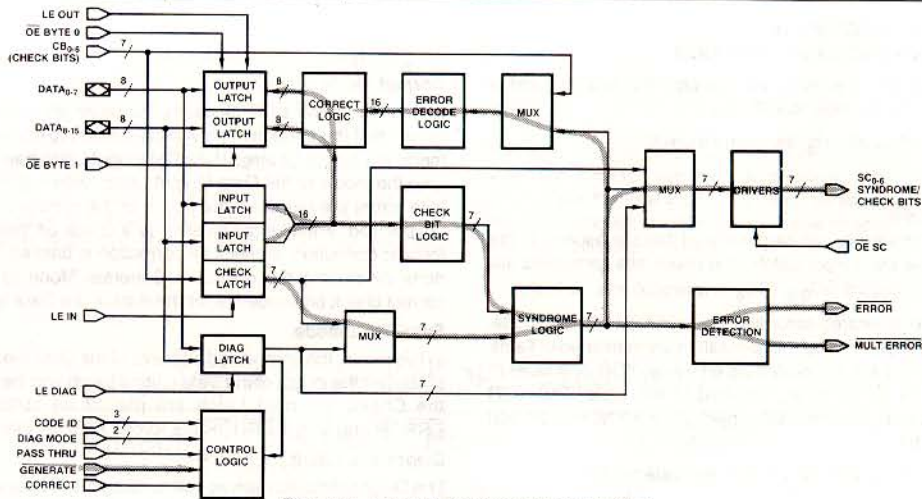 LE OUT
OE BYTE 0
CB0-6
(CHECK BITS)
7
DATA0-7
8
DATA8-15
8
OE BYTE 1
OUTPUT
LATCH
OUTPUT
LATCH
8
8
CORRECT
LOGIC
16
ERROR
DECODE
LOGIC
MUX
INPUT
LATCH
INPUT
LATCH
CHECK
LATCH
16
7
CHECK
BIT
LOGIC
7
MUX
7
DRIVERS
7
SC0-6
SYNDROME/
CHECK BITS
OE SC
LE IN
DIAG
LATCH
MUX
7
SYNDROME
LOGIC
7
ERROR
DETECTION
ERROR
MULT ERROR
7
LE DIAG
CODE ID
3
DIAG MODE
2
PASS THRU
GENERATE
CORRECT
CONTROL
LOGIC